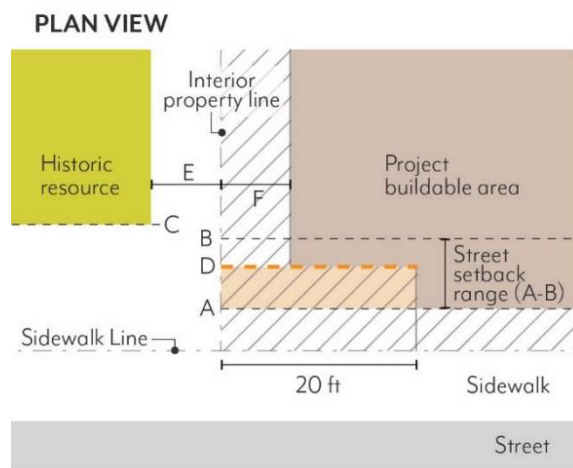 PLAN VIEW
Interior
property line
Historic
resource
E
F
Project
buildable area
C
B
D
A
Street
setback
range (A-B)
Sidewalk Line
20 ft
Sidewalk
Street